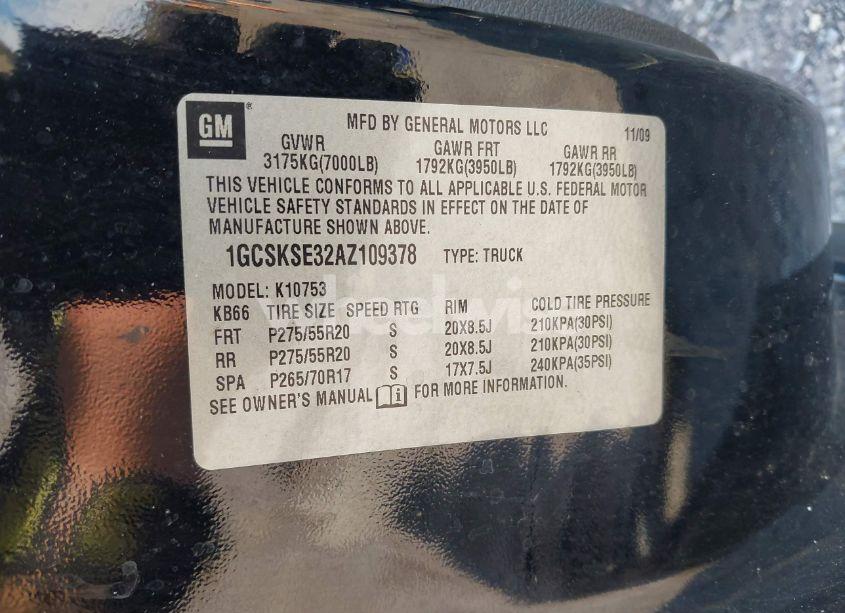 GM ®
MFD BY GENERAL MOTORS LLC 11/09
GVWR GAWR FRT GAWR RR
3175KG(7000LB) 1792KG(3950LB) 1792KG(3950LB)
THIS VEHICLE CONFORMS TO ALL APPLICABLE U.S. FEDERAL MOTOR
VEHICLE SAFETY STANDARDS IN EFFECT ON THE DATE OF
MANUFACTURE SHOWN ABOVE.
1GCSKSE32AZ109378 TYPE: TRUCK
MODEL: K10753
KB66 TIRE SIZE SPEED RTG RIM COLD TIRE PRESSURE
FRT P275/55R20 S 20X8.5J 210KPA(30PSI)
RR P275/55R20 S 20X8.5J 210KPA(30PSI)
SPA P265/70R17 S 17X7.5J 240KPA(35PSI)
SEE OWNER'S MANUAL i FOR MORE INFORMATION.